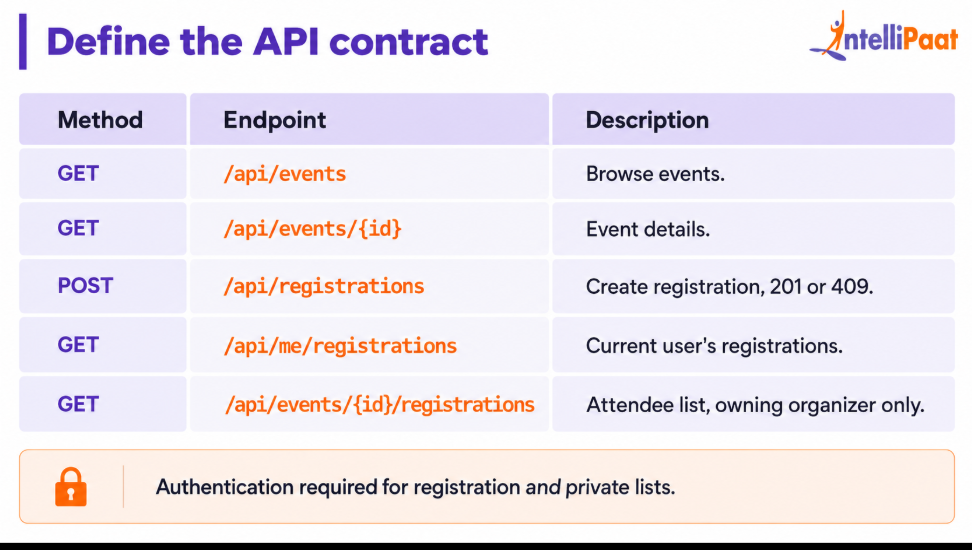 Define the API contract
IntelliPaat
Method Endpoint Description
GET /api/events Browse events.
GET /api/events/{id} Event details.
POST /api/registrations Create registration, 201 or 409.
GET /api/me/registrations Current user's registrations.
GET /api/events/{id}/registrations Attendee list, owning organizer only.
Authentication required for registration and private lists.